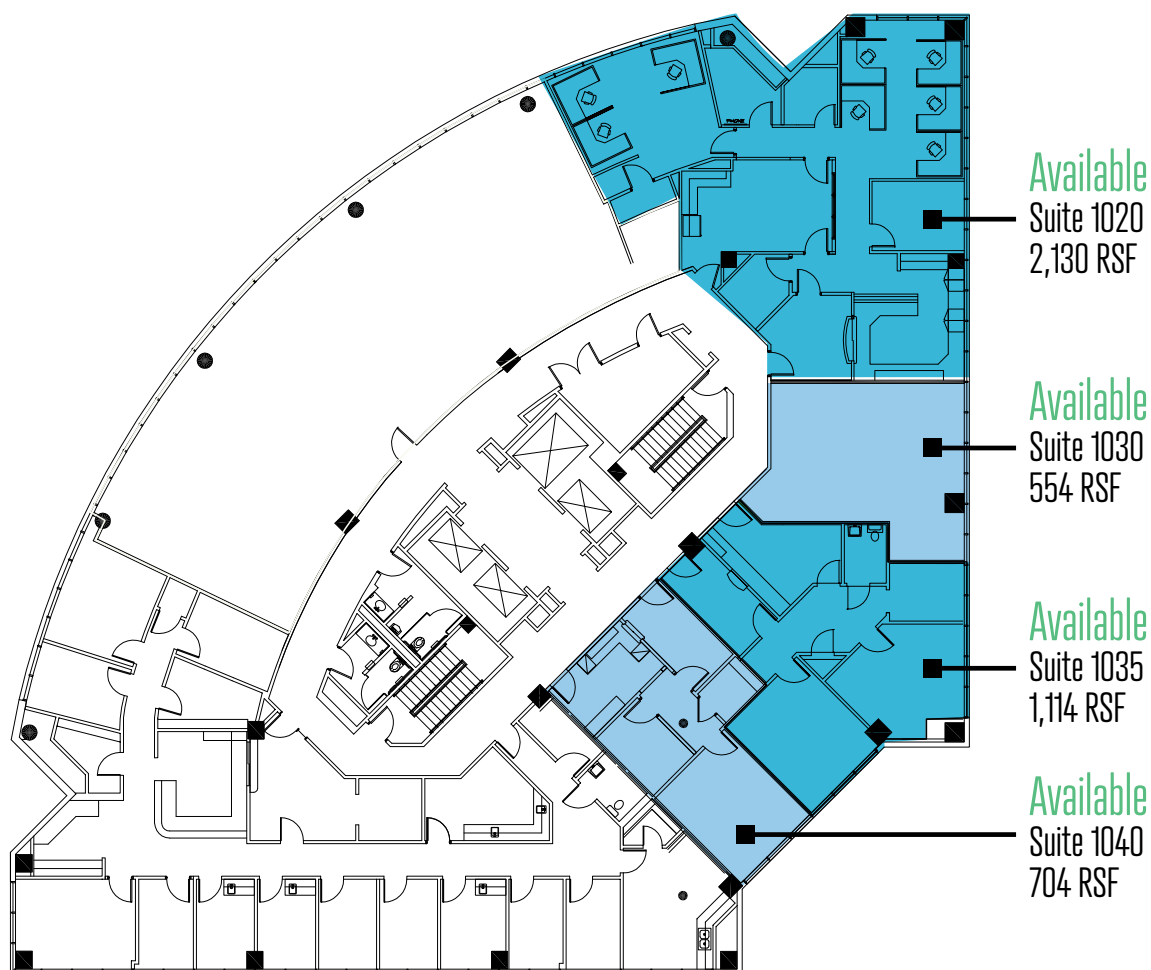 PHONE
Available
Suite 1020
2,130 RSF
Available
Suite 1030
554 RSF
Available
Suite 1035
1,114 RSF
Available
Suite 1040
704 RSF